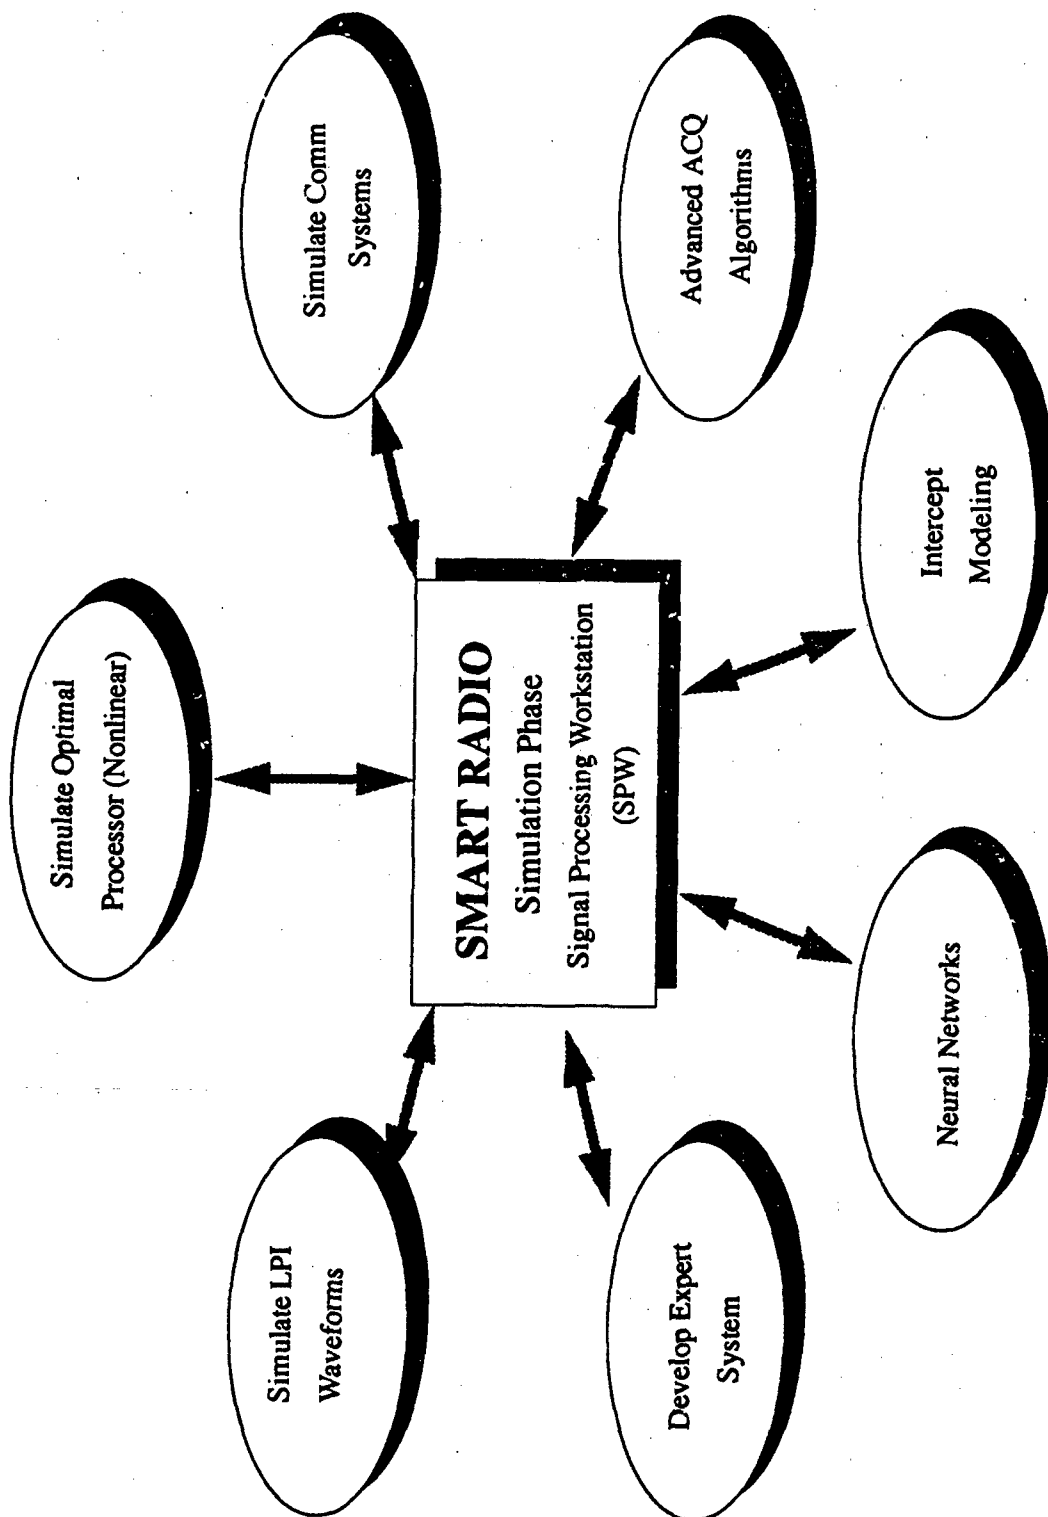 Simulate Optimal
Processor (Nonlinear)
Simulate LPI
Waveforms
Simulate Comm
Systems
SMART RADIO
Simulation Phase
Signal Processing Workstation
(SPW)
Develop Expert
System
Advanced ACQ
Algorithms
Neural Networks
Intercept
Modeling